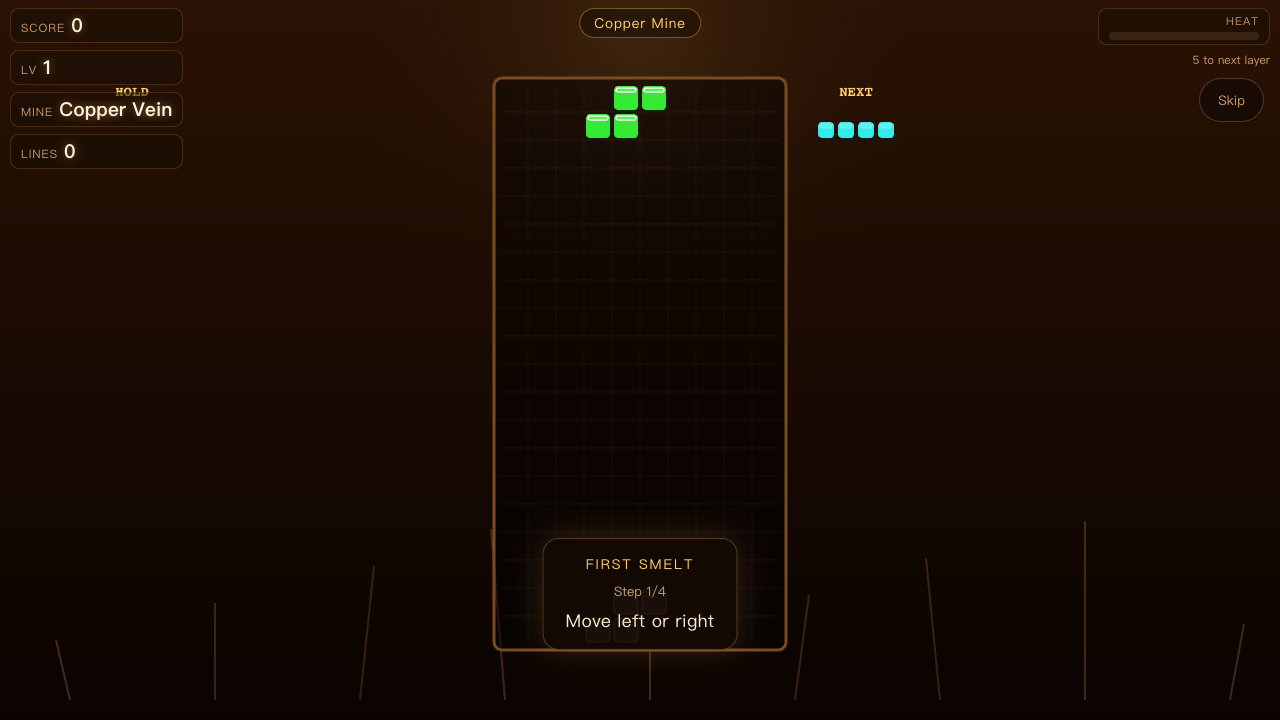 SCORE 0
LV 1
HOLD
MINE Copper Vein
LINES 0
Copper Mine
HEAT
5 to next layer
Skip
NEXT
FIRST SMELT
Step 1/4
Move left or right